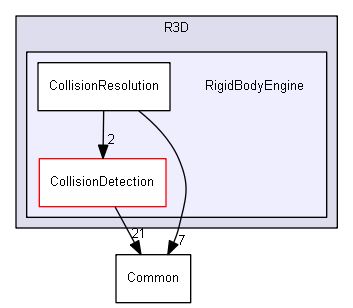 R3D
CollisionResolution
RigidBodyEngine
2
CollisionDetection
21
7
Common